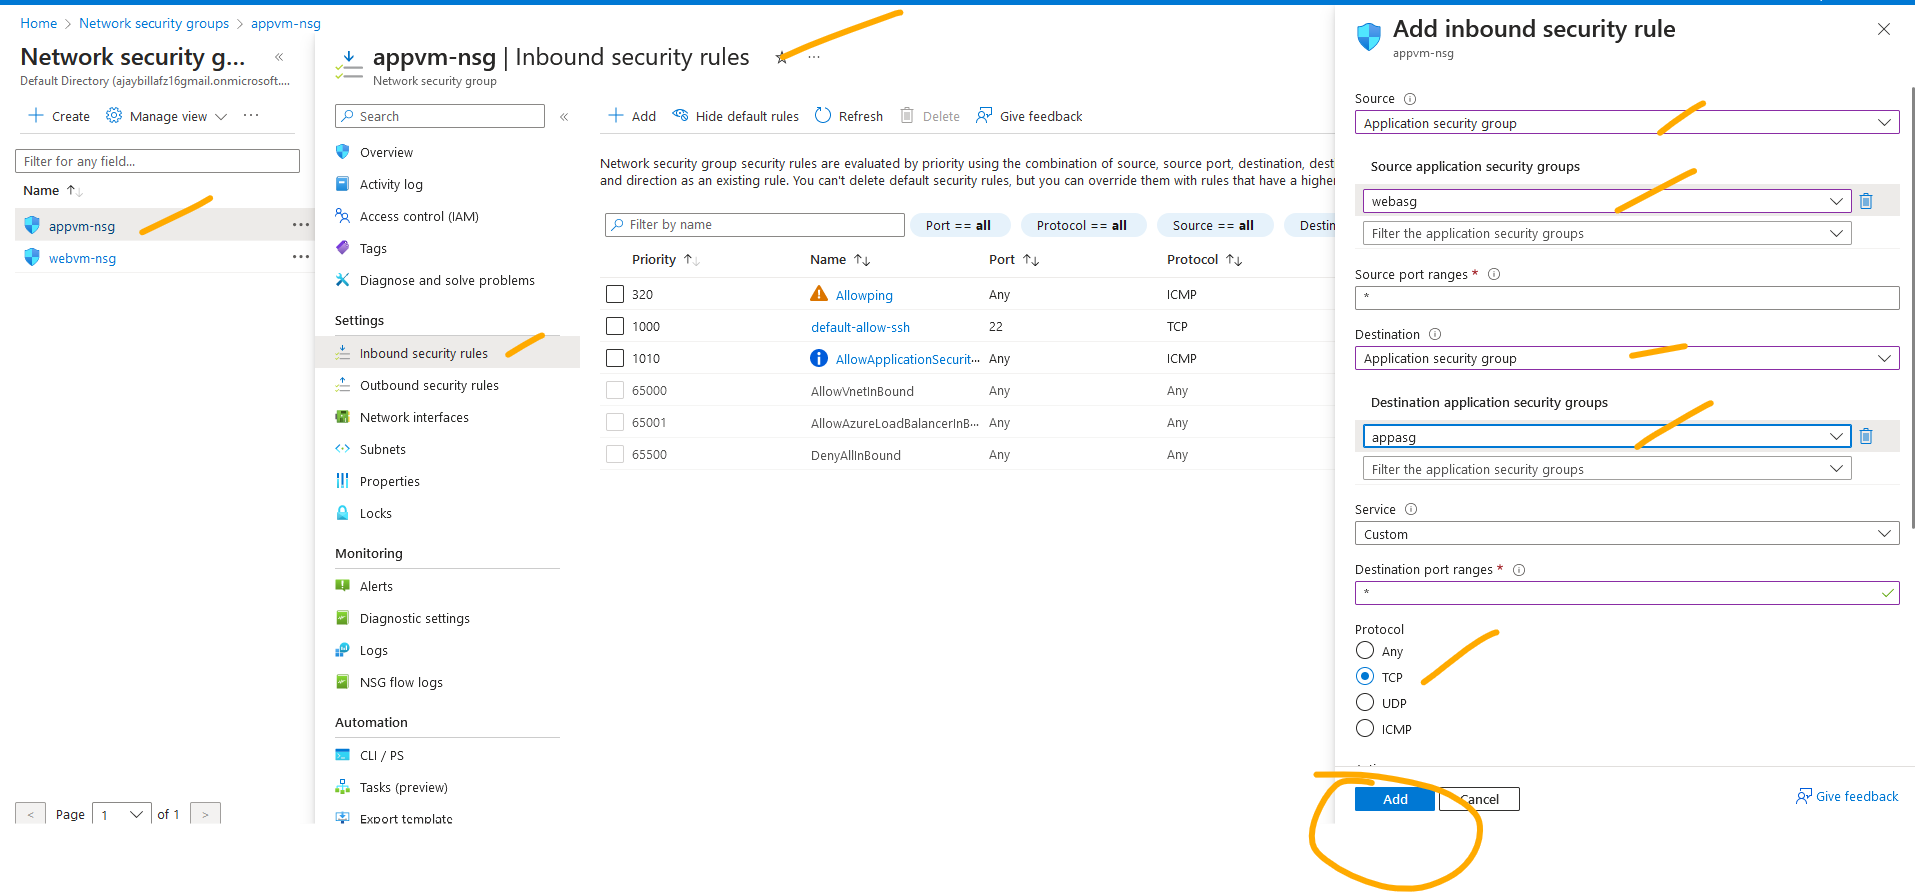 Home > Network security groups > appvm-nsg
Network security g... «
Default Directory (ajaybillafz16gmail.onmicrosoft....
+ Create Manage view ...
Filter for any field...
Name ↑↓
appvm-nsg ...
webvm-nsg ...
< Page 1 of 1 >
appvm-nsg | Inbound security rules ...
Network security group
Search «
Overview
Activity log
Access control (IAM)
Tags
Diagnose and solve problems
Settings
Inbound security rules
Outbound security rules
Network interfaces
Subnets
Properties
Locks
Monitoring
Alerts
Diagnostic settings
Logs
NSG flow logs
Automation
CLI / PS
Tasks (preview)
Export template
+ Add Hide default rules Refresh Delete Give feedback
Network security group security rules are evaluated by priority using the combination of source, source port, destination, dest
and direction as an existing rule. You can't delete default security rules, but you can override them with rules that have a higher
Filter by name Port == all Protocol == all Source == all Destin
Priority ↑↓ Name ↑↓ Port ↑↓ Protocol ↑↓
320 Allowping Any ICMP
1000 default-allow-ssh 22 TCP
1010 AllowApplicationSecurit... Any ICMP
65000 AllowVnetInBound Any Any
65001 AllowAzureLoadBalancerInB... Any Any
65500 DenyAllInBound Any Any
Add inbound security rule
appvm-nsg
Source
Application security group
Source application security groups
webasg
Filter the application security groups
Source port ranges *
*
Destination
Application security group
Destination application security groups
appasg
Filter the application security groups
Service
Custom
Destination port ranges *
*
Protocol
Any
TCP
UDP
ICMP
Add Cancel Give feedback